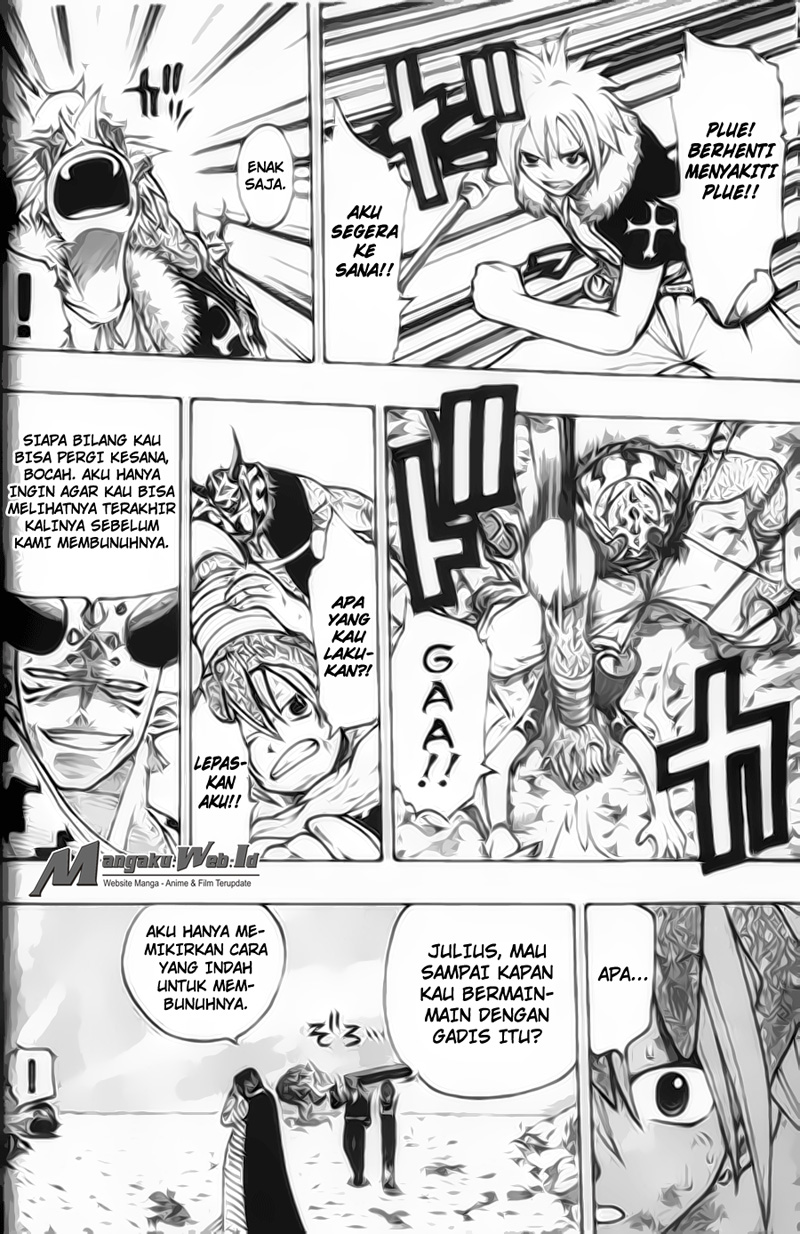 PLUE!
BERHENTI
MENYAKITI
PLUE!!
AKU
SEGERA
KE
SANA!!
ENAK
SAJA.
!
GAA!!
APA
YANG
KAU
LAKU-
KAN?!
LEPAS-
KAN
AKU!!
SIAPA BILANG KAU
BISA PERGI KESANA,
BOCAH. AKU HANYA
INGIN AGAR KAU BISA
MELIHATNYA TERAKHIR
KALINYA SEBELUM
KAMI MEMBUNUHNYA.
Mangaku.Web.Id
Website Manga - Anime & Film Terupdate
APA...
JULIUS, MAU
SAMPAI KAPAN
KAU BERMAIN-
MAIN DENGAN
GADIS ITU?
AKU HANYA ME-
MIKIRKAN CARA
YANG INDAH
UNTUK MEM-
BUNUHNYA.